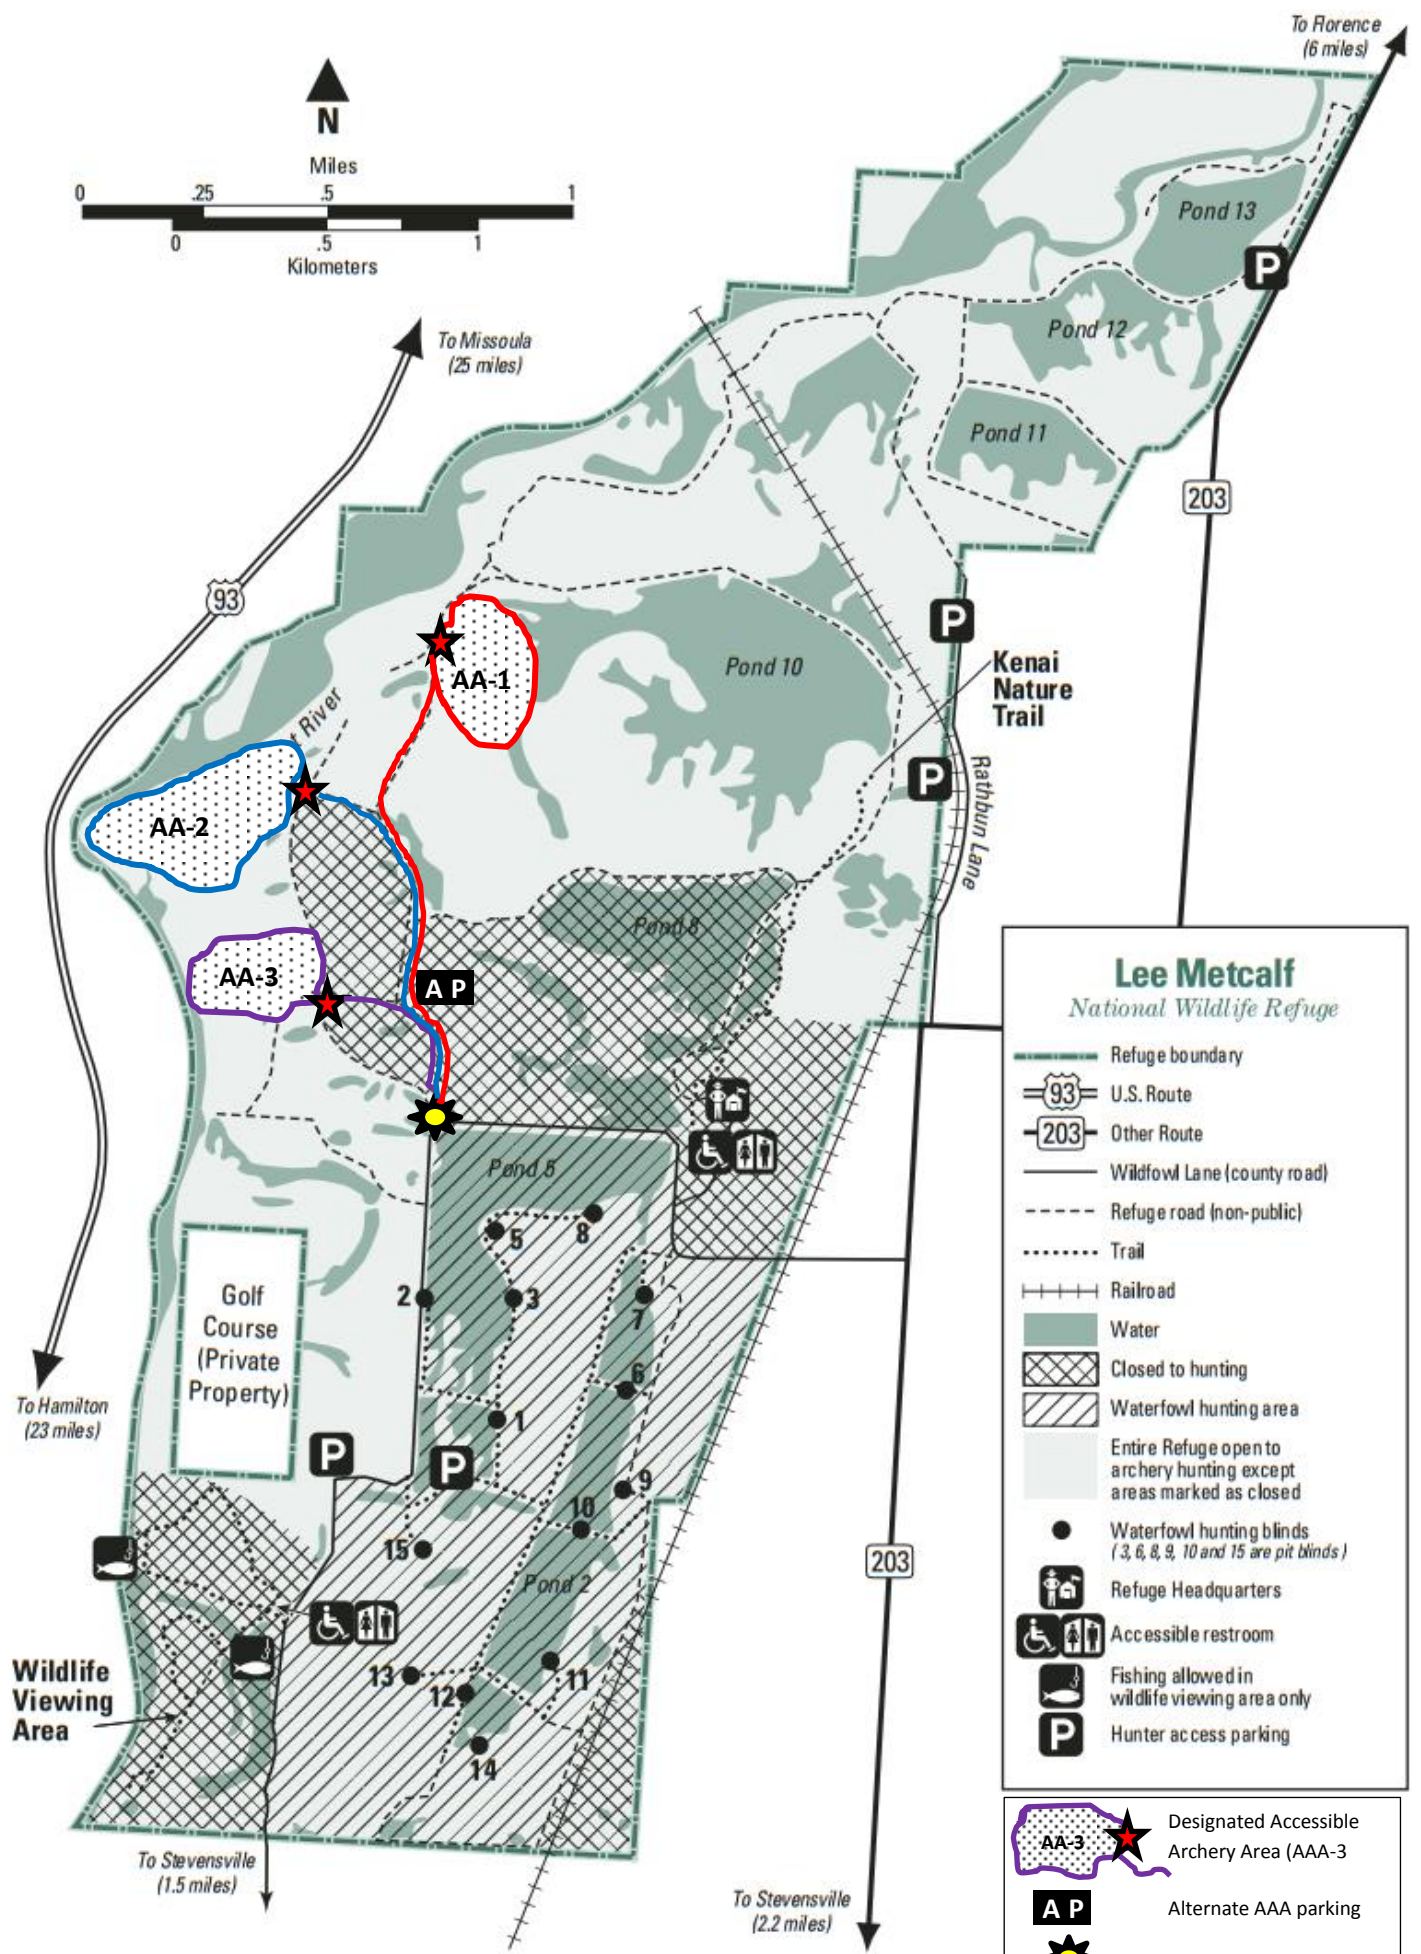 To Florence
(6 miles)
N
Miles
0 .25 .5 1
0 .5 1
Kilometers
Pond 13
Pond 12
To Missoula
(25 miles)
Pond 11
203
93
AA-1
Pond 10
Kenai
Nature
Trail
River
AA-2
Rathbun Lane
Pond 8
AA-3
A P
P
P
P
Pond 5
5
8
2
3
7
Golf
Course
(Private
Property)
6
To Hamilton
(23 miles)
1
P
P
9
10
15
203
Pond 2
Wildlife
Viewing
Area
13
12
11
14
To Stevensville
(1.5 miles)
To Stevensville
(2.2 miles)
Lee Metcalf
National Wildlife Refuge
Refuge boundary
93 U.S. Route
203 Other Route
Wildfowl Lane (county road)
Refuge road (non-public)
Trail
Railroad
Water
Closed to hunting
Waterfowl hunting area
Entire Refuge open to
archery hunting except
areas marked as closed
Waterfowl hunting blinds
(3, 6, 8, 9, 10 and 15 are pit blinds)
Refuge Headquarters
Accessible restroom
Fishing allowed in
wildlife viewing area only
P Hunter access parking
AA-3 Designated Accessible
Archery Area (AAA-3
A P Alternate AAA parking